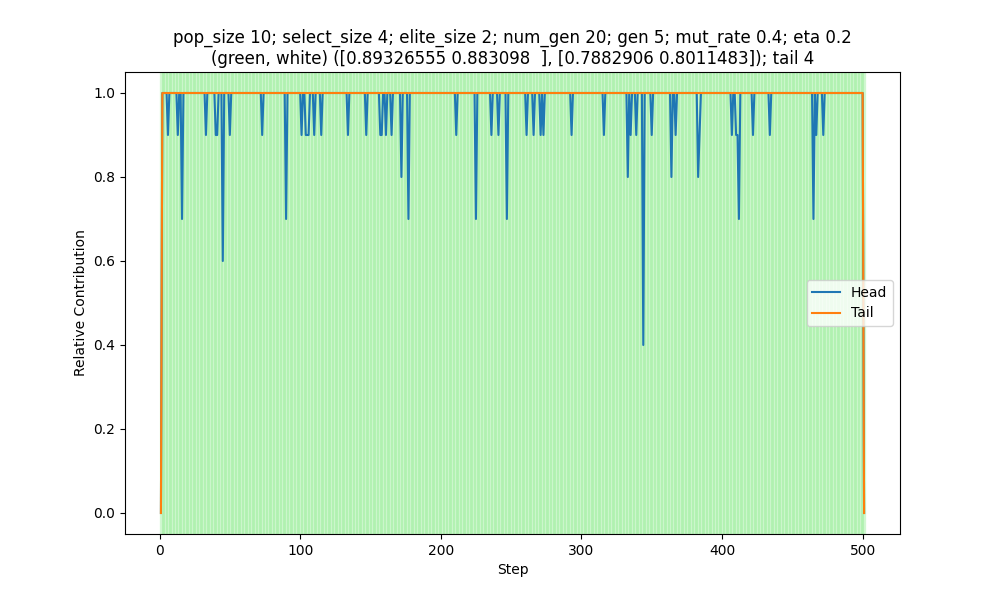 pop_size 10; select_size 4; elite_size 2; num_gen 20; gen 5; mut_rate 0.4; eta 0.2
(green, white) ([0.89326555 0.883098  ], [0.7882906 0.8011483]); tail 4
1.0
0.8
0.6
0.4
0.2
0.0
Relative Contribution
Head
Tail
0
100
200
300
400
500
Step